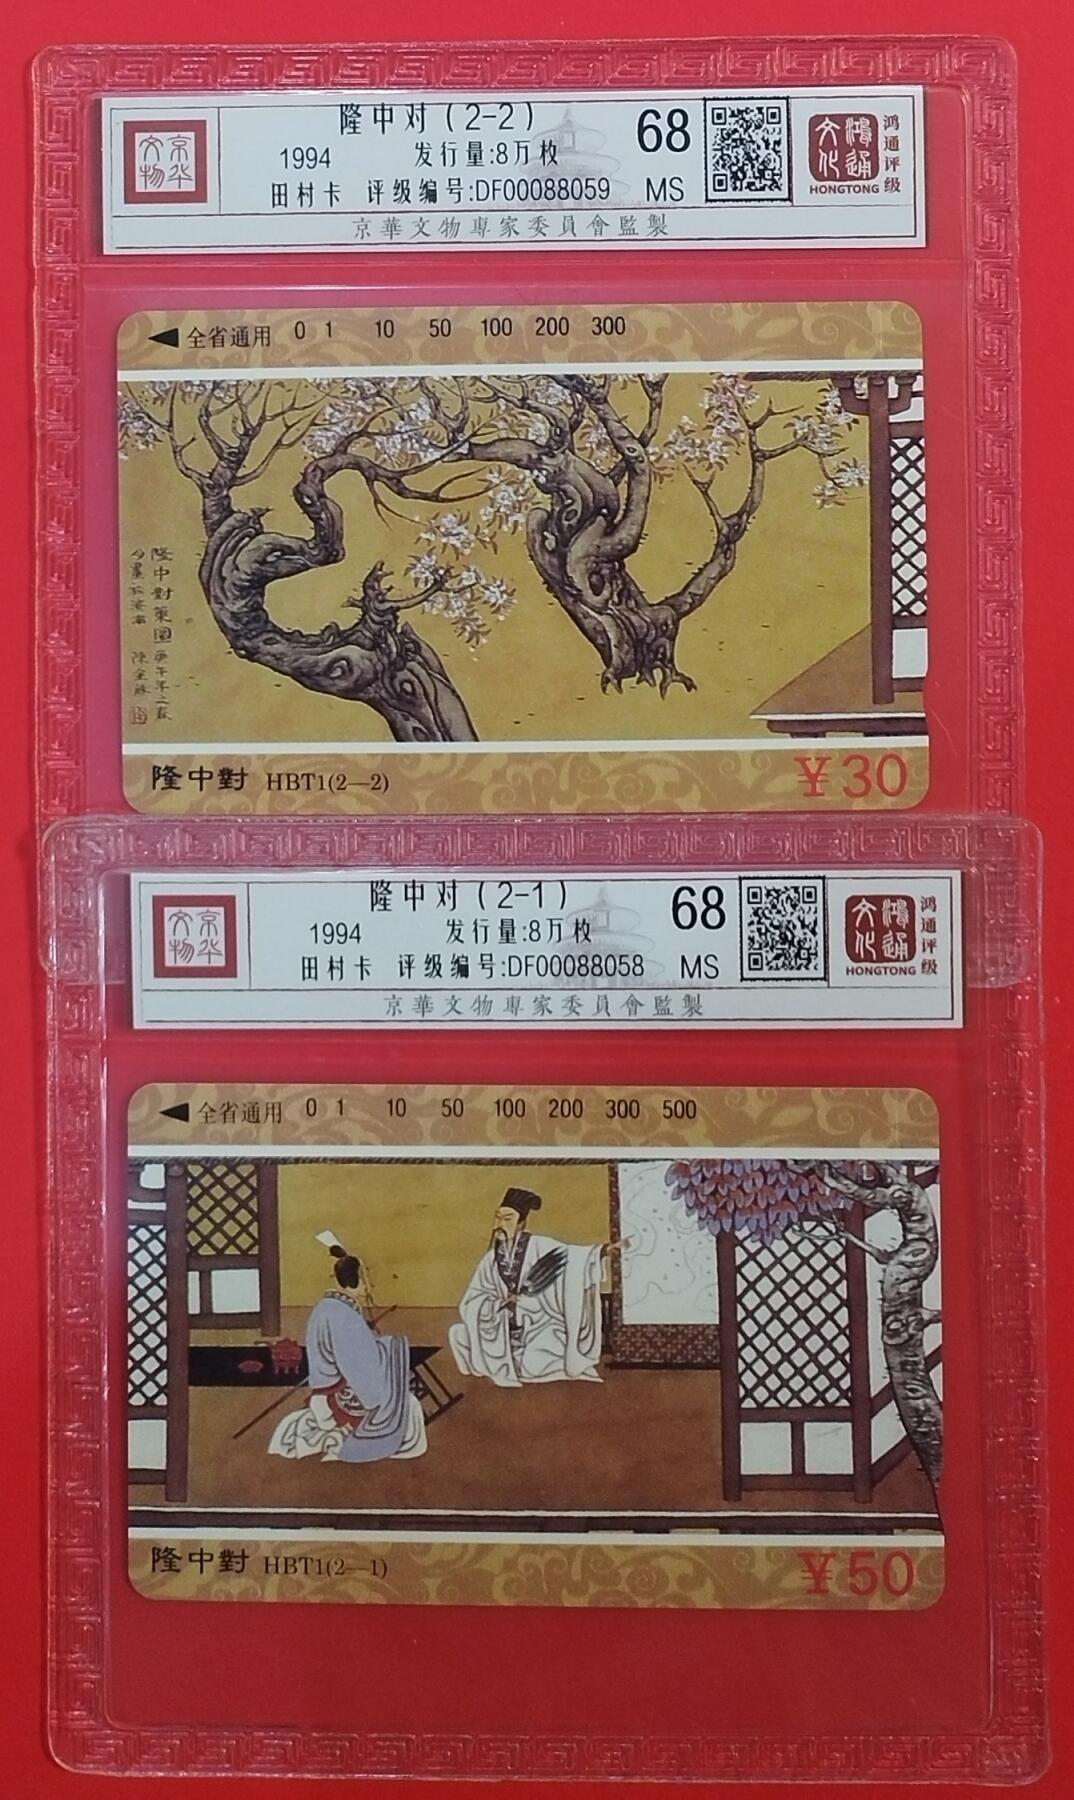 隆中对(2-2)
68
1994
发行量:8万枚
田村卡 评级编号:DF00088059 MS
京华文物
鸿通文化
HONGTONG
鸿通评级
京華文物專家委員會監製
全省通用 0 1 10 50 100 200 300
隆中對策圖 庚午年之春
隆中對 HBT1(2—2)
¥30
隆中对(2-1)
68
1994
发行量:8万枚
田村卡 评级编号:DF00088058 MS
京华文物
鸿通文化
HONGTONG
鸿通评级
京華文物專家委員會監製
全省通用 0 1 10 50 100 200 300 500
隆中對 HBT1(2—1)
¥50